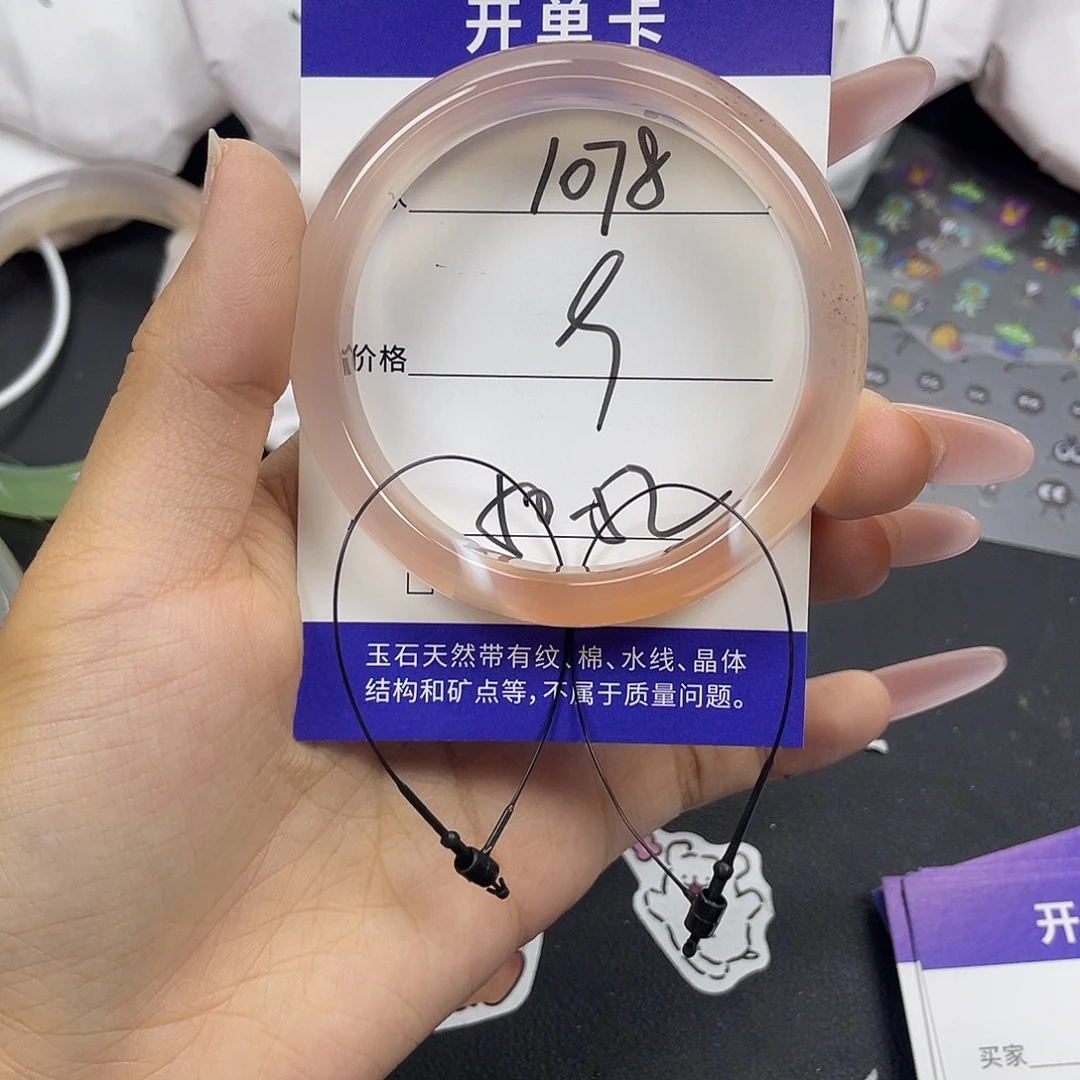 开单卡
1078
价格
玉石天然带有纹、棉、水线、晶体
结构和矿点等，不属于质量问题。
开
买家